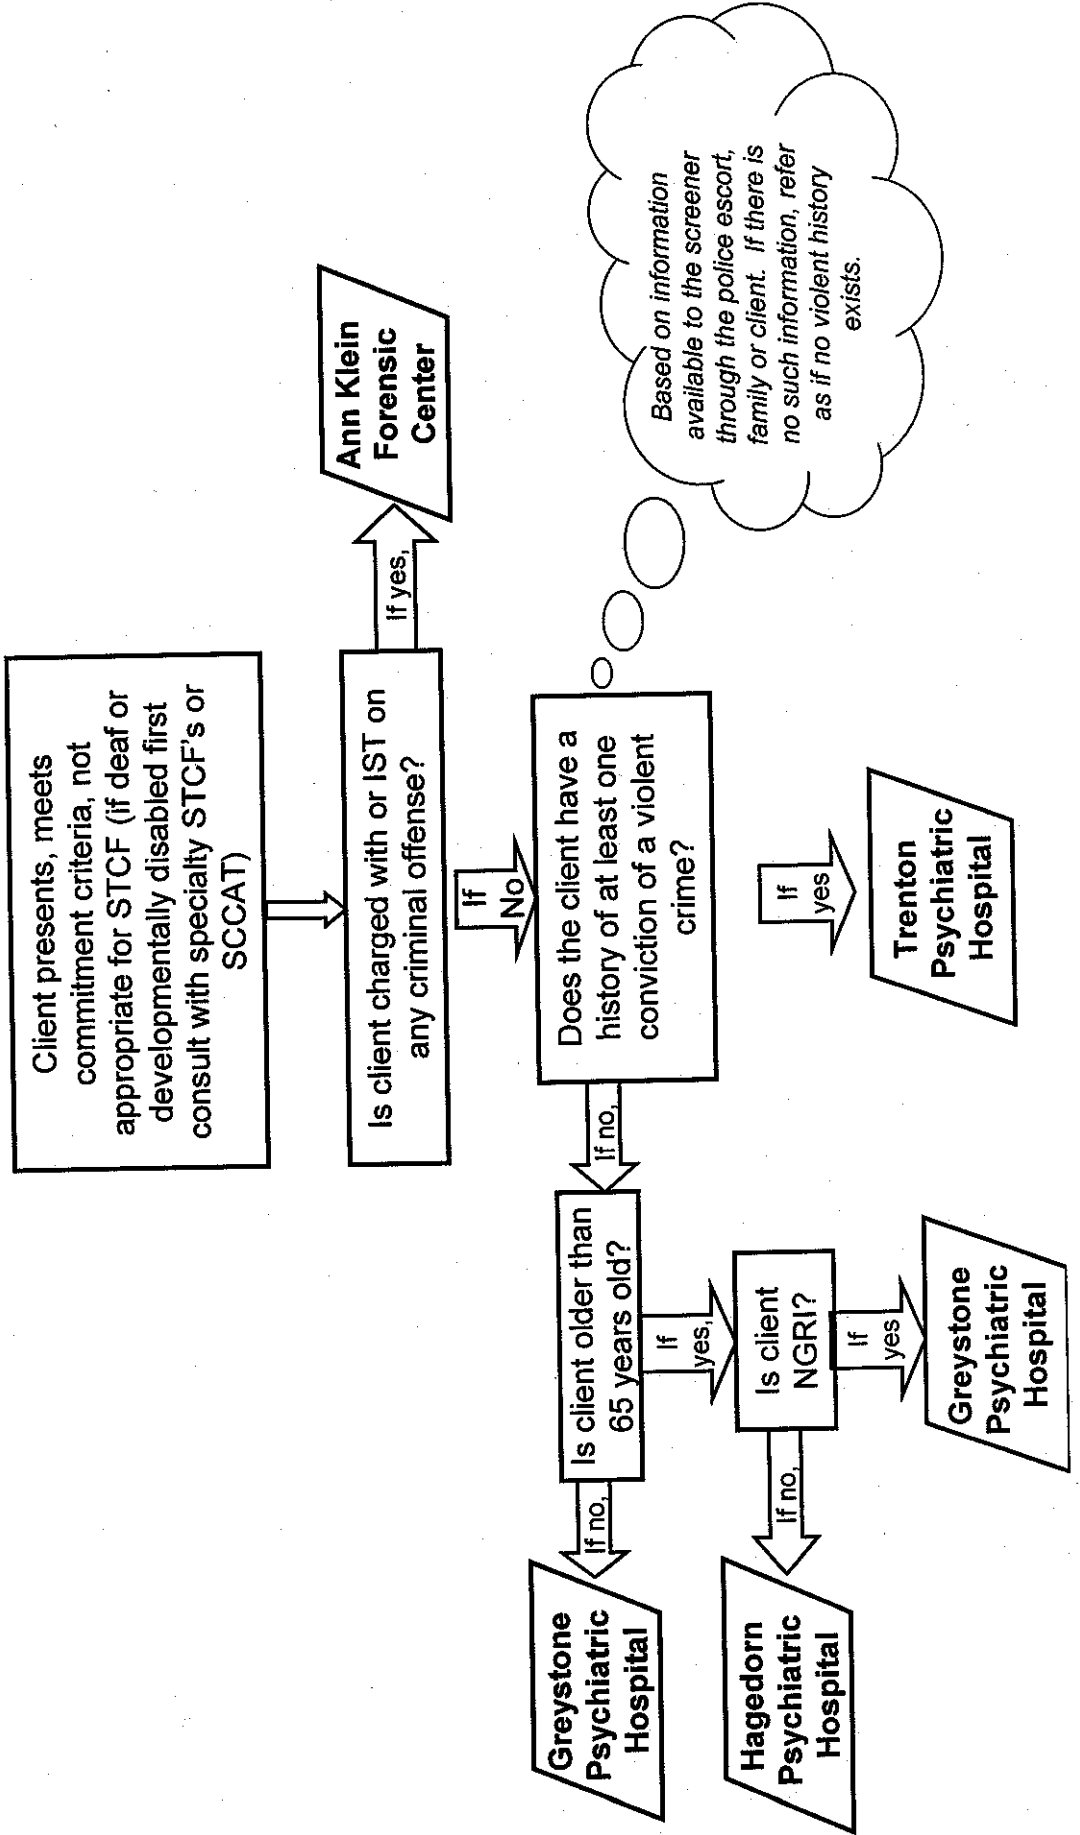 Client presents, meets
commitment criteria, not
appropriate for STCF (if deaf or
developmentally disabled first
consult with specialty STCF's or
SCCAT)
Is client charged with or IST on
any criminal offense?
If yes,
Ann Klein
Forensic
Center
If
No
Does the client have a
history of at least one
conviction of a violent
crime?
Based on information
available to the screener
through the police escort,
family or client. If there is
no such information, refer
as if no violent history
exists.
If
yes
Trenton
Psychiatric
Hospital
If no,
Is client older than
65 years old?
If no,
Greystone
Psychiatric
Hospital
If
yes,
Is client
NGRI?
If no,
Hagedorn
Psychiatric
Hospital
If
yes
Greystone
Psychiatric
Hospital